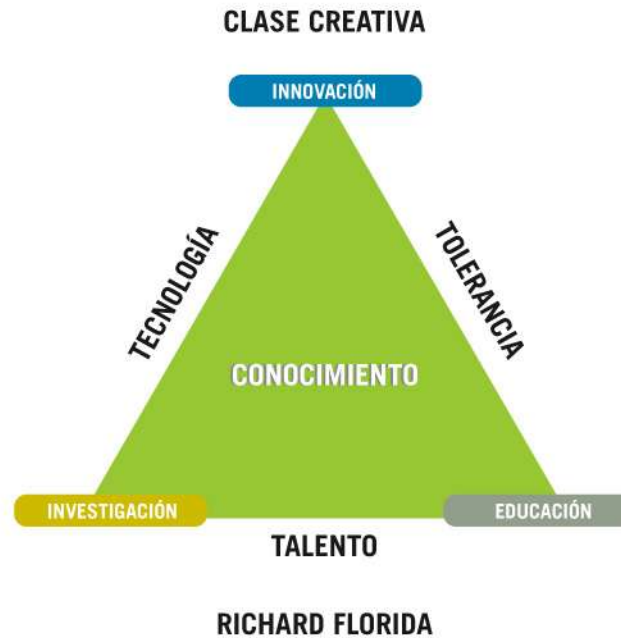 CLASE CREATIVA
INNOVACIÓN
TECNOLOGÍA
TOLERANCIA
CONOCIMIENTO
INVESTIGACIÓN
EDUCACIÓN
TALENTO
RICHARD FLORIDA